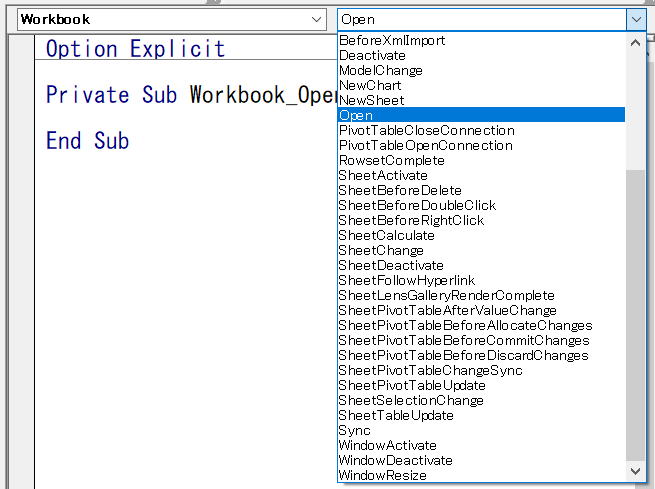 Workbook
Open
Option Explicit
Private Sub Workbook_Open
End Sub
BeforeXmlImport
Deactivate
ModelChange
NewChart
NewSheet
Open
PivotTableCloseConnection
PivotTableOpenConnection
RowsetComplete
SheetActivate
SheetBeforeDelete
SheetBeforeDoubleClick
SheetBeforeRightClick
SheetCalculate
SheetChange
SheetDeactivate
SheetFollowHyperlink
SheetLensGalleryRenderComplete
SheetPivotTableAfterValueChange
SheetPivotTableBeforeAllocateChanges
SheetPivotTableBeforeCommitChanges
SheetPivotTableBeforeDiscardChanges
SheetPivotTableChangeSync
SheetPivotTableUpdate
SheetSelectionChange
SheetTableUpdate
Sync
WindowActivate
WindowDeactivate
WindowResize